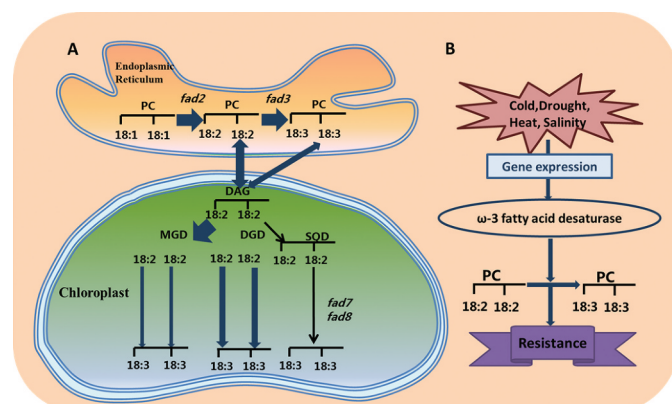 A
Endoplasmic
Reticulum
PC fad2 PC fad3 PC
18:1 18:1 18:2 18:2 18:3 18:3
DAG
18:2 18:2
MGD DGD SQD
18:2 18:2 18:2 18:2 18:2 18:2
Chloroplast
fad7
fad8
18:3 18:3 18:3 18:3 18:3 18:3
B
Cold,Drought,
Heat, Salinity
Gene expression
ω-3 fatty acid desaturase
PC PC
18:2 18:2 18:3 18:3
Resistance